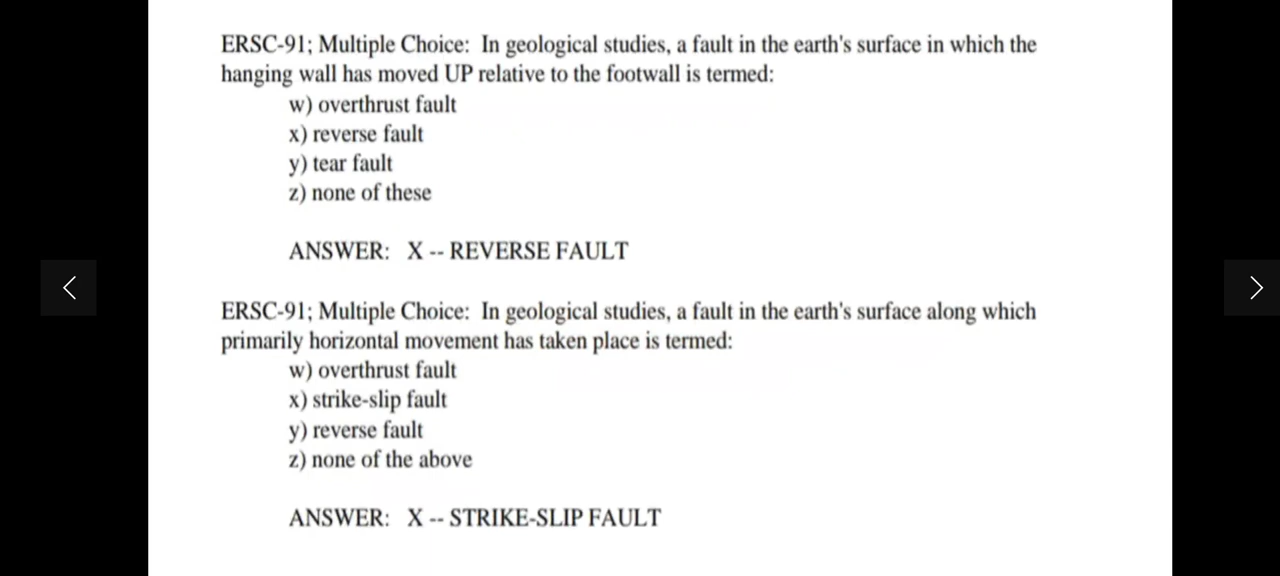 ERSC-91; Multiple Choice: In geological studies, a fault in the earth's surface in which the
hanging wall has moved UP relative to the footwall is termed:
w) overthrust fault
x) reverse fault
y) tear fault
z) none of these
ANSWER: X -- REVERSE FAULT
ERSC-91; Multiple Choice: In geological studies, a fault in the earth's surface along which
primarily horizontal movement has taken place is termed:
w) overthrust fault
x) strike-slip fault
y) reverse fault
z) none of the above
ANSWER: X -- STRIKE-SLIP FAULT